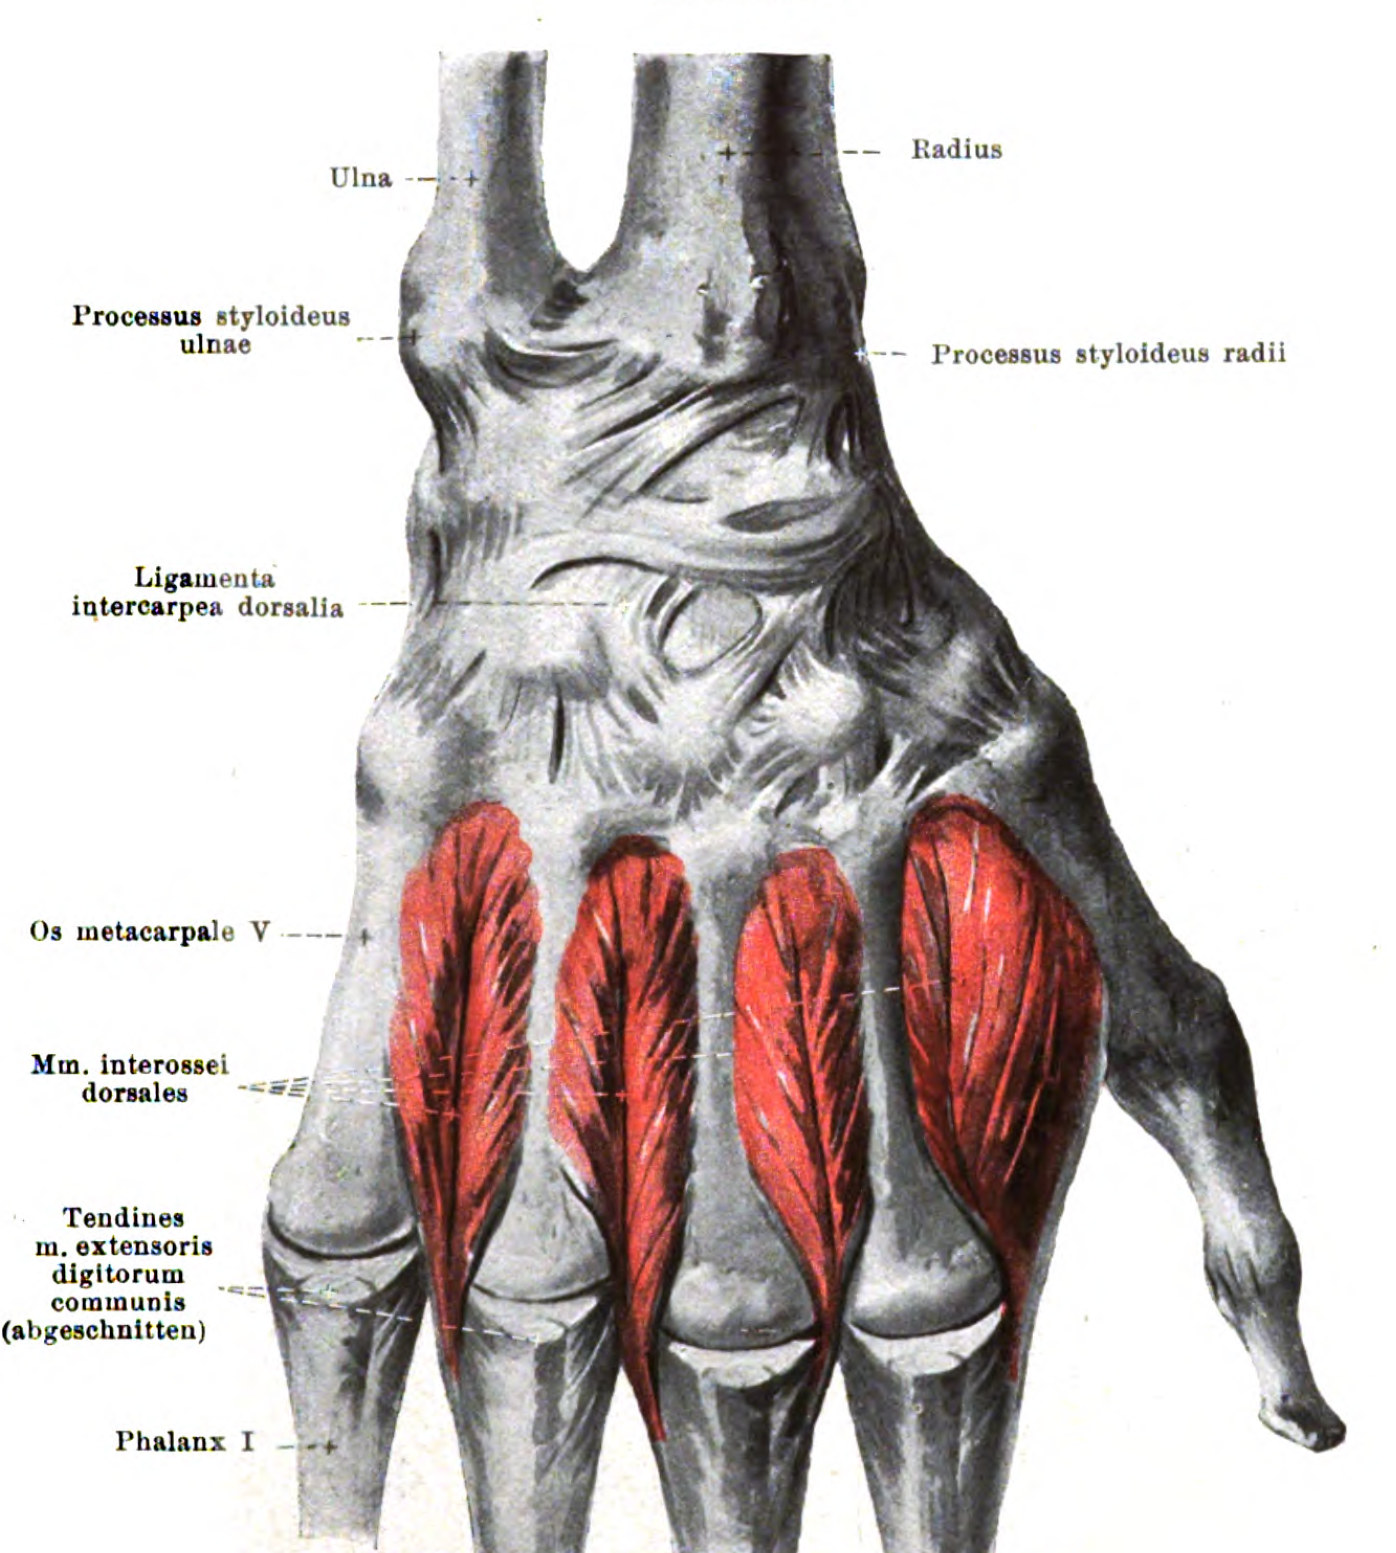 Radius
Ulna
Processus styloideus
ulnae
Processus styloideus radii
Ligamenta
intercarpea dorsalia
Os metacarpale V
Mm. interossei
dorsales
Tendines
m. extensoris
digitorum
communis
(abgeschnitten)
Phalanx I